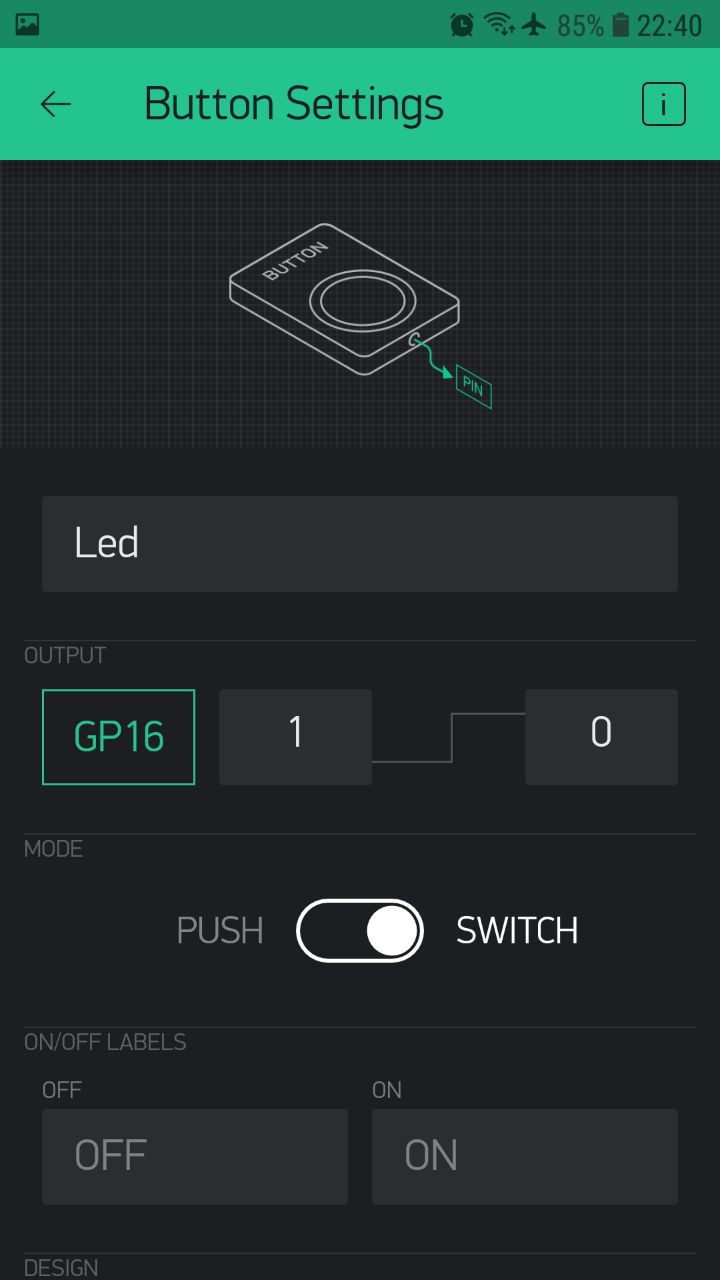 85% 22:40
Button Settings i
BUTTON
PIN
Led
OUTPUT
GP16 1 0
MODE
PUSH SWITCH
ON/OFF LABELS
OFF ON
OFF ON
DESIGN